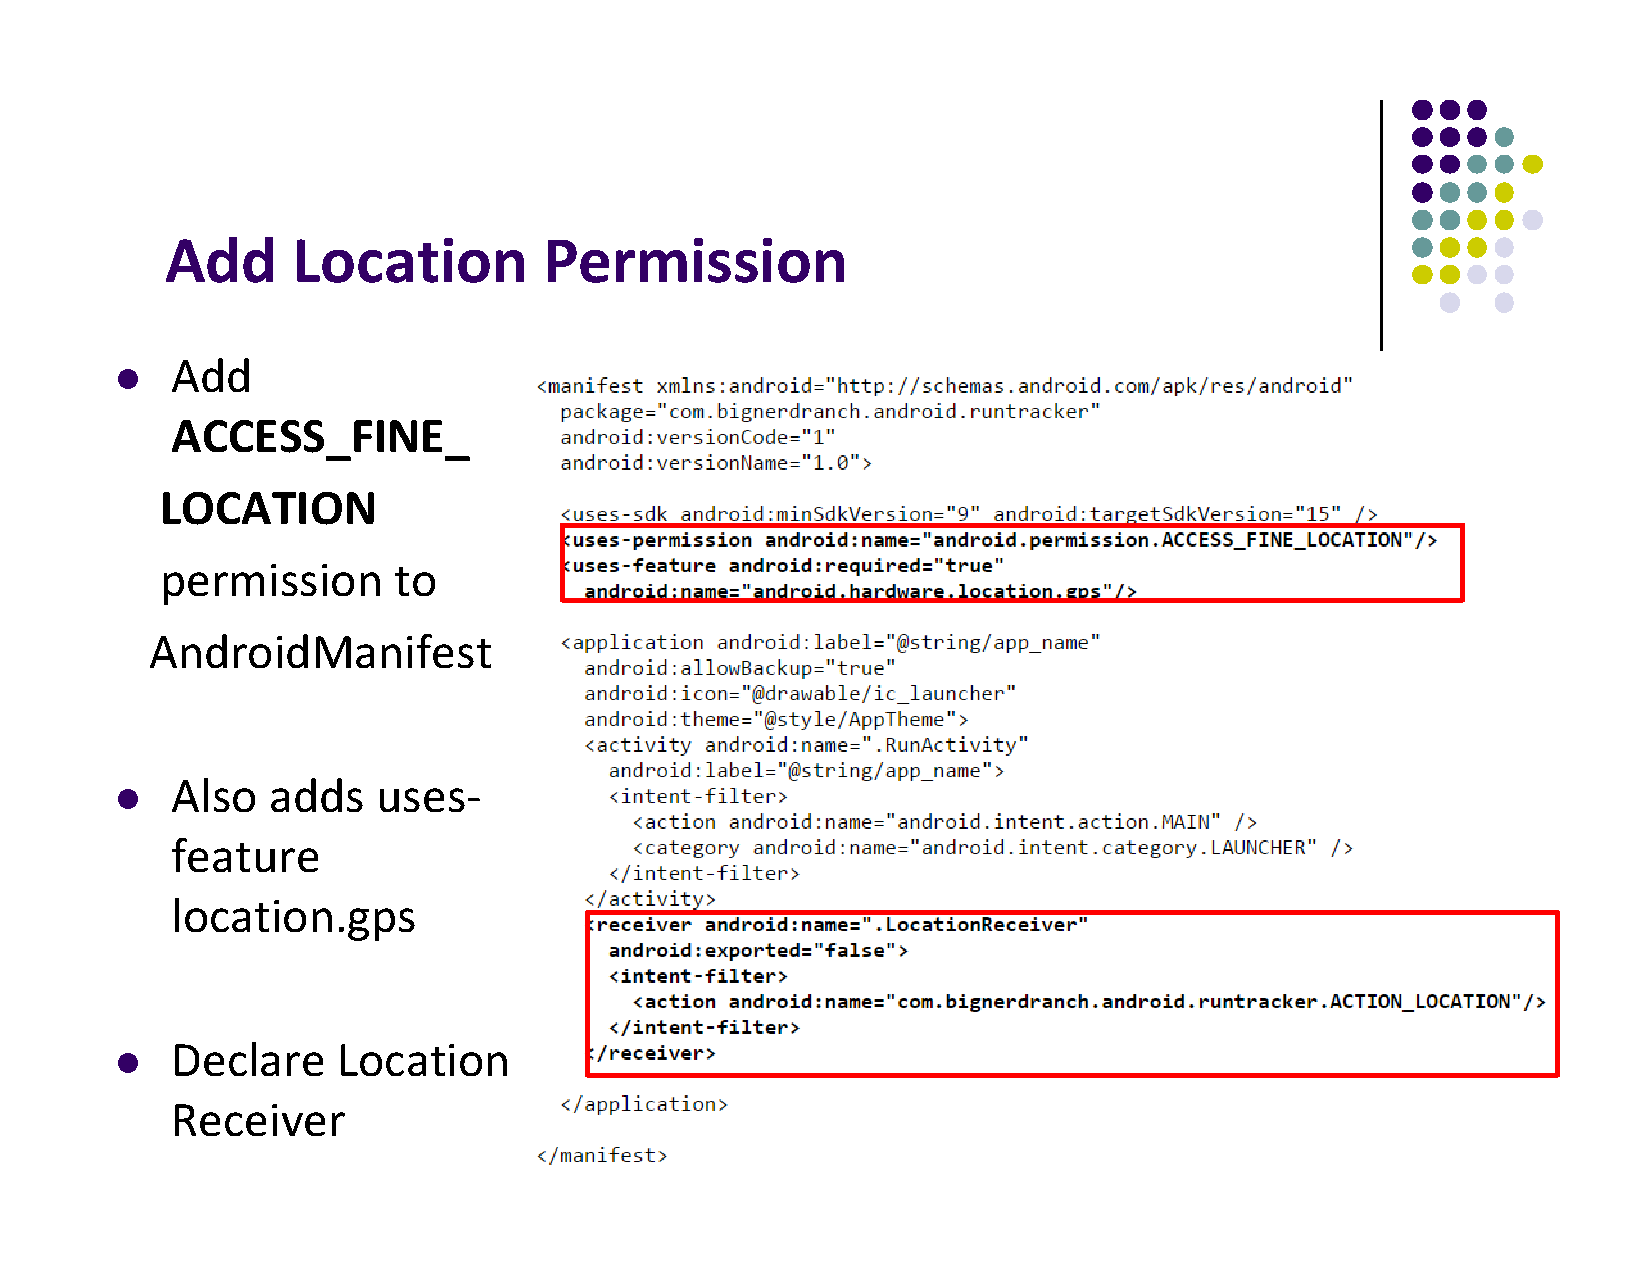 Add Location Permission
Add
ACCESS_FINE_
LOCATION
permission to
AndroidManifest
Also adds uses-
feature
location.gps
Declare Location
Receiver
<manifest xmlns:android="http://schemas.android.com/apk/res/android"
package="com.bignerdranch.android.runtracker"
android:versionCode="1"
android:versionName="1.0">
<uses-sdk android:minSdkVersion="9" android:targetSdkVersion="15" />
<uses-permission android:name="android.permission.ACCESS_FINE_LOCATION"/>
<uses-feature android:required="true"
android:name="android.hardware.location.gps"/>
<application android:label="@string/app_name"
android:allowBackup="true"
android:icon="@drawable/ic_launcher"
android:theme="@style/AppTheme">
<activity android:name=".RunActivity"
android:label="@string/app_name">
<intent-filter>
<action android:name="android.intent.action.MAIN" />
<category android:name="android.intent.category.LAUNCHER" />
</intent-filter>
</activity>
<receiver android:name=".LocationReceiver"
android:exported="false">
<intent-filter>
<action android:name="com.bignerdranch.android.runtracker.ACTION_LOCATION"/>
</intent-filter>
</receiver>
</application>
</manifest>